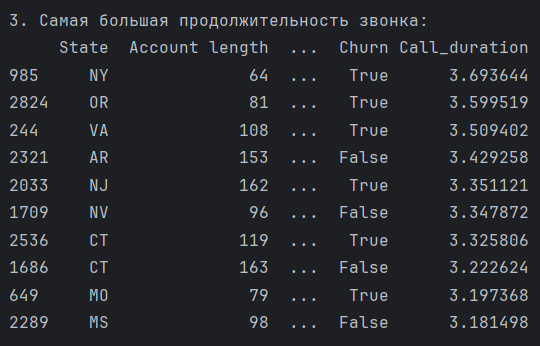 3. Самая большая продолжительность звонка:
State Account length ... Churn Call_duration
985 NY 64 ... True 3.693644
2824 OR 81 ... True 3.599519
244 VA 108 ... True 3.509402
2321 AR 153 ... False 3.429258
2033 NJ 162 ... True 3.351121
1709 NV 96 ... False 3.347872
2536 CT 119 ... True 3.325806
1686 CT 163 ... False 3.222624
649 MO 79 ... True 3.197368
2289 MS 98 ... False 3.181498